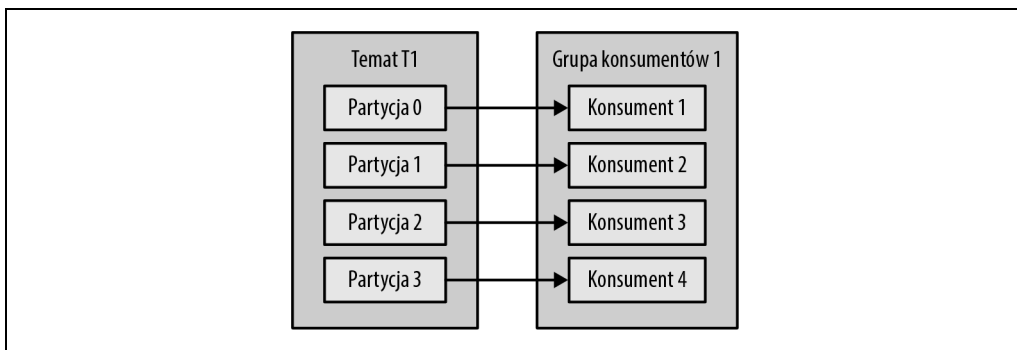 Temat T1
Partycja 0
Partycja 1
Partycja 2
Partycja 3
Grupa konsumentów 1
Konsument 1
Konsument 2
Konsument 3
Konsument 4